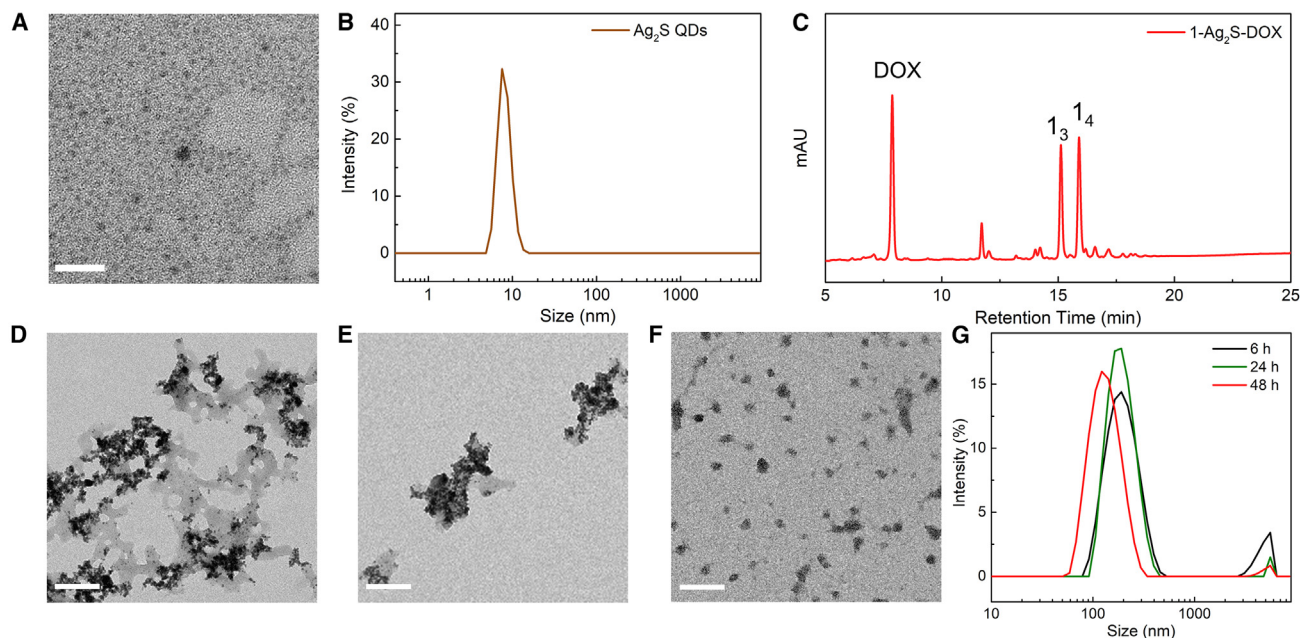 A
B
40
30
20
10
0
Intensity (%)
Ag₂S QDs
1
10
100
1000
Size (nm)
C
mAU
1-Ag₂S-DOX
DOX
1₃
1₄
5
10
15
20
25
Retention Time (min)
D
E
F
G
Intensity (%)
15
10
5
0
6 h
24 h
48 h
10
100
1000
Size (nm)